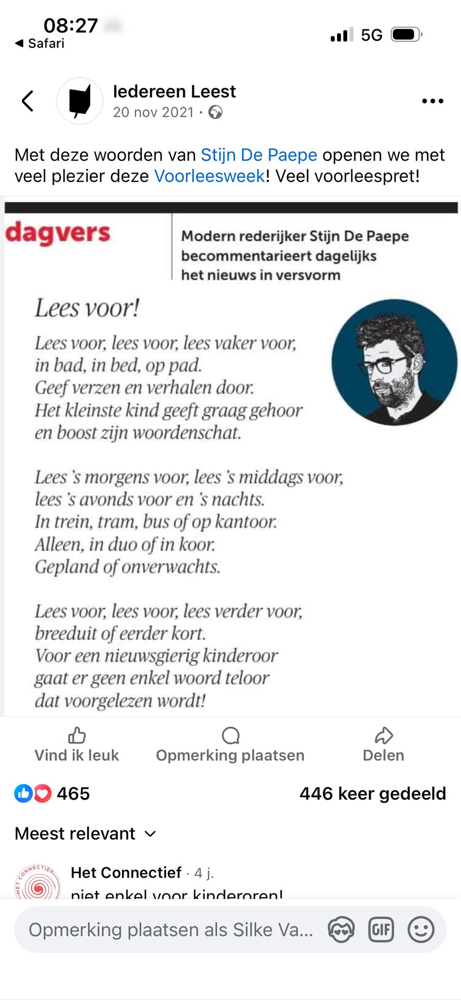 08:27
Safari
5G
Iedereen Leest
20 nov 2021 ·
Met deze woorden van Stijn De Paepe openen we met
veel plezier deze Voorleesweek! Veel voorleespret!
dagvers
Modern rederijker Stijn De Paepe
becommentarieert dagelijks
het nieuws in versvorm
Lees voor!
Lees voor, lees voor, lees vaker voor,
in bad, in bed, op pad.
Geef verzen en verhalen door.
Het kleinste kind geeft graag gehoor
en boost zijn woordenschat.
Lees 's morgens voor, lees 's middags voor,
lees 's avonds voor en 's nachts.
In trein, tram, bus of op kantoor.
Alleen, in duo of in koor.
Gepland of onverwachts.
Lees voor, lees voor, lees verder voor,
breeduit of eerder kort.
Voor een nieuwsgierig kinderoor
gaat er geen enkel woord teloor
dat voorgelezen wordt!
Vind ik leuk
Opmerking plaatsen
Delen
465
446 keer gedeeld
Meest relevant
HET CONNECTIEF
Het Connectief · 4 j.
niet enkel voor kinderoren!
Opmerking plaatsen als Silke Va...
GIF